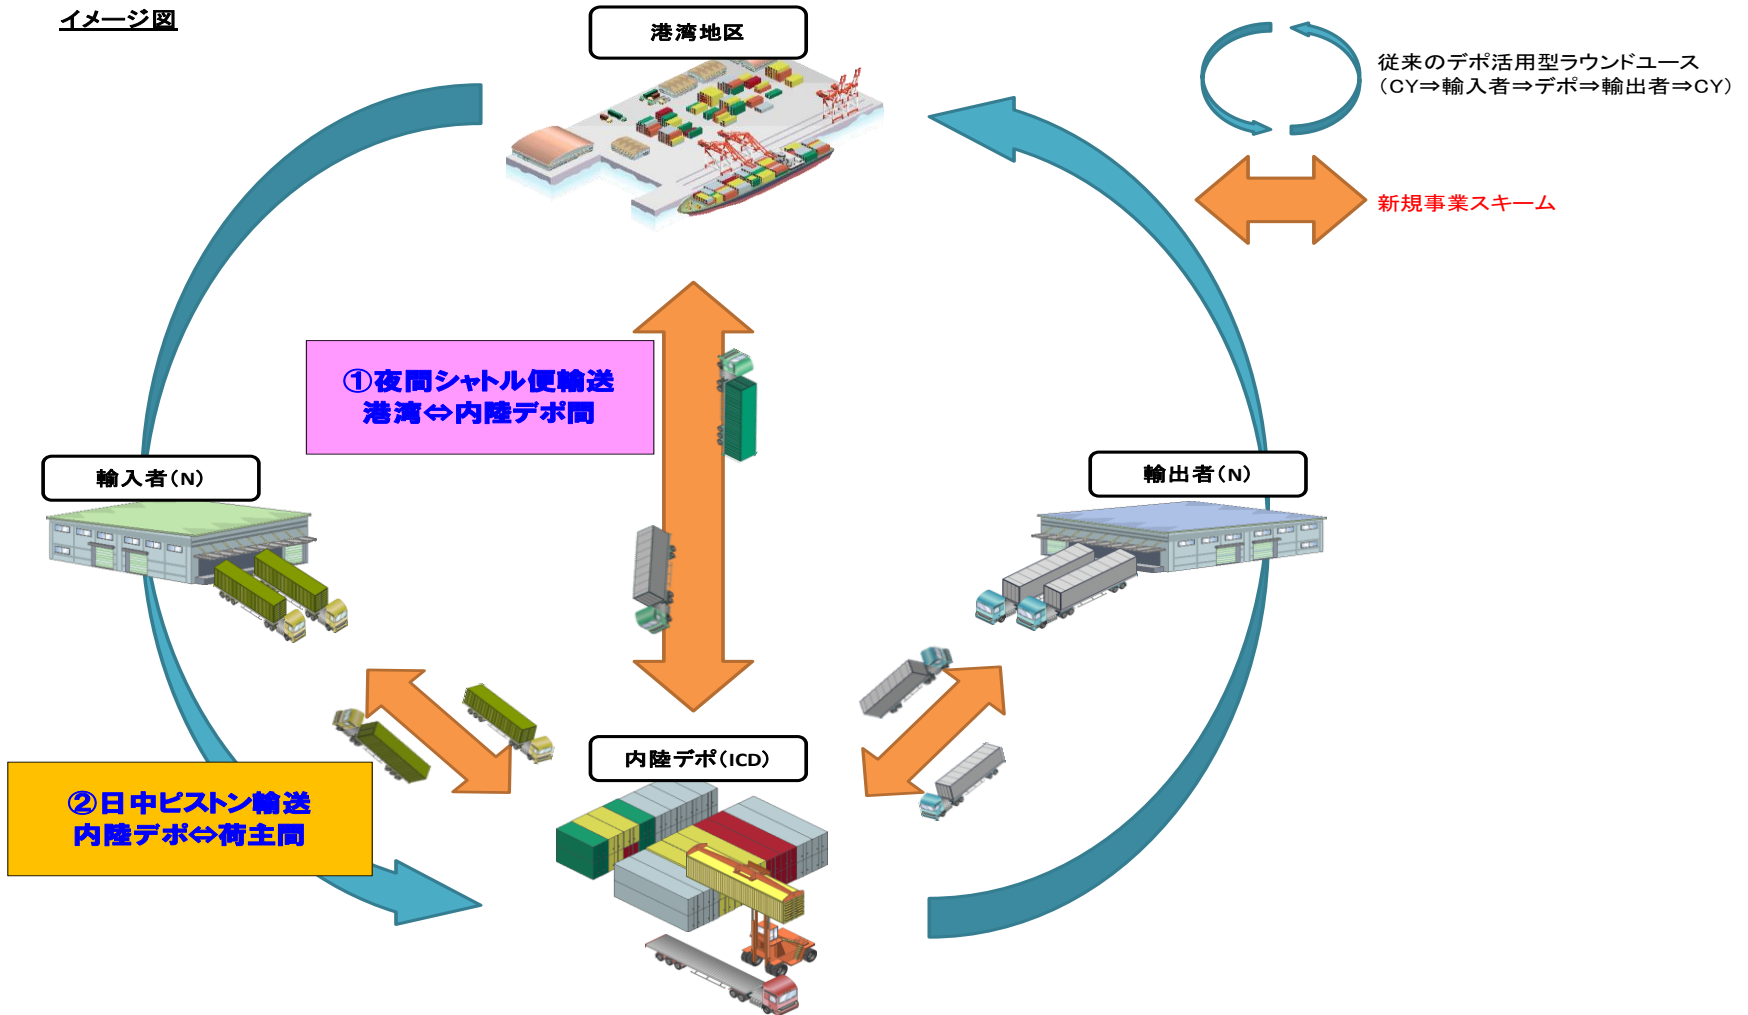 イメージ図
港湾地区
従来のデポ活用型ラウンドユース
(CY⇒輸入者⇒デポ⇒輸出者⇒CY)
新規事業スキーム
①夜間シャトル便輸送
港湾⇔内陸デポ間
輸入者(N)
輸出者(N)
内陸デポ(ICD)
②日中ピストン輸送
内陸デポ⇔荷主間